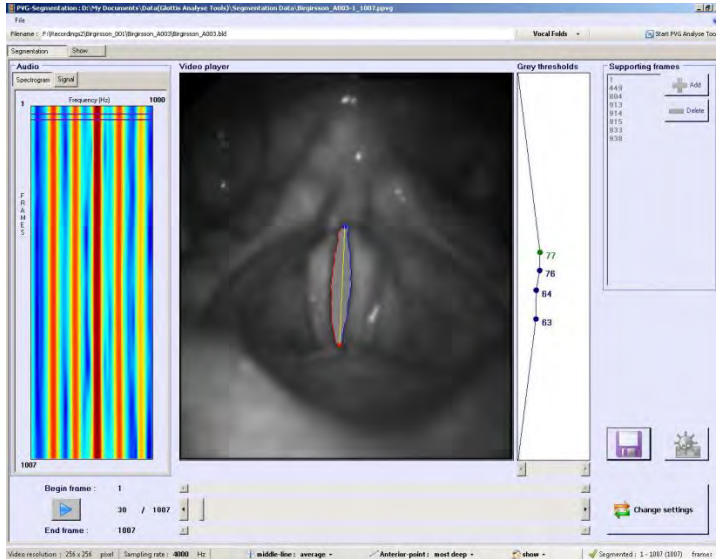 PVG-Segmentation : D:\My Documents\Data(Glottis Analyse Tools)\Segmentation Data\Birgirsson_A003-1_1007.ppvg
File
Filename : F:\Recordings2\Birgirsson_001\Birgirsson_A003\Birgirsson_A003.bld
Vocal Folds
Start PVG Analyse Tool
Segmentation Show
Audio
Spectrogram Signal
1 Frequency (Hz) 1000
FRAMES
1007
Video player
Grey thresholds
77
76
64
63
Supporting frames
1
449
804
913
914
915
933
938
Add
Delete
Begin frame : 1
30 / 1007
End frame : 1007
Change settings
Video resolution : 256 x 256 pixel Sampling rate : 4000 Hz middle-line : average Anterior-point : most deep show Segmented : 1 - 1007 (1007) frames